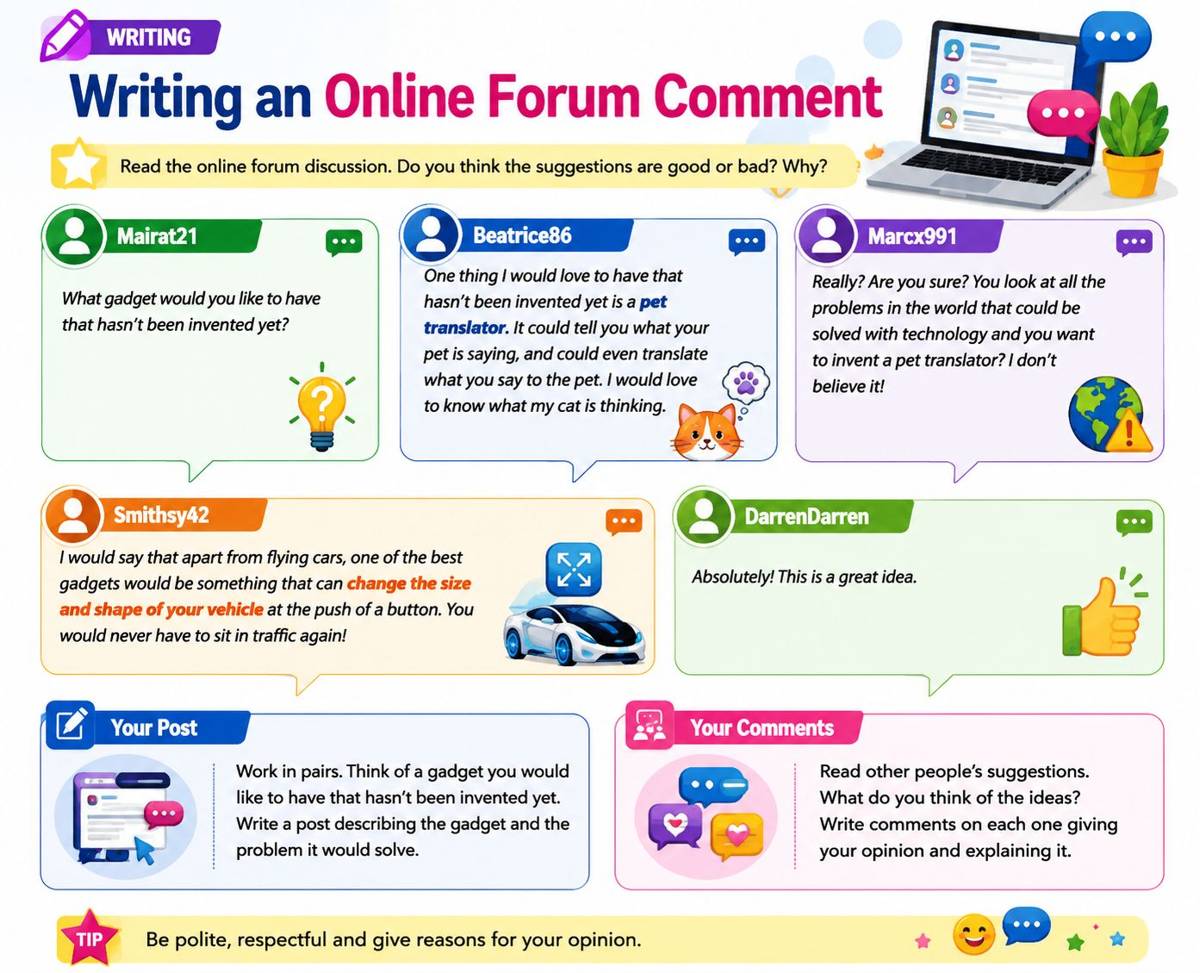 WRITING
Writing an Online Forum Comment
Read the online forum discussion. Do you think the suggestions are good or bad? Why?
Mairat21
What gadget would you like to have
that hasn't been invented yet?
Beatrice86
One thing I would love to have that
hasn't been invented yet is a pet
translator. It could tell you what your
pet is saying, and could even translate
what you say to the pet. I would love
to know what my cat is thinking.
Marcx991
Really? Are you sure? You look at all the
problems in the world that could be
solved with technology and you want
to invent a pet translator? I don't
believe it!
Smithsy42
I would say that apart from flying cars, one of the best
gadgets would be something that can change the size
and shape of your vehicle at the push of a button. You
would never have to sit in traffic again!
DarrenDarren
Absolutely! This is a great idea.
Your Post
Work in pairs. Think of a gadget you would
like to have that hasn't been invented yet.
Write a post describing the gadget and the
problem it would solve.
Your Comments
Read other people's suggestions.
What do you think of the ideas?
Write comments on each one giving
your opinion and explaining it.
TIP
Be polite, respectful and give reasons for your opinion.